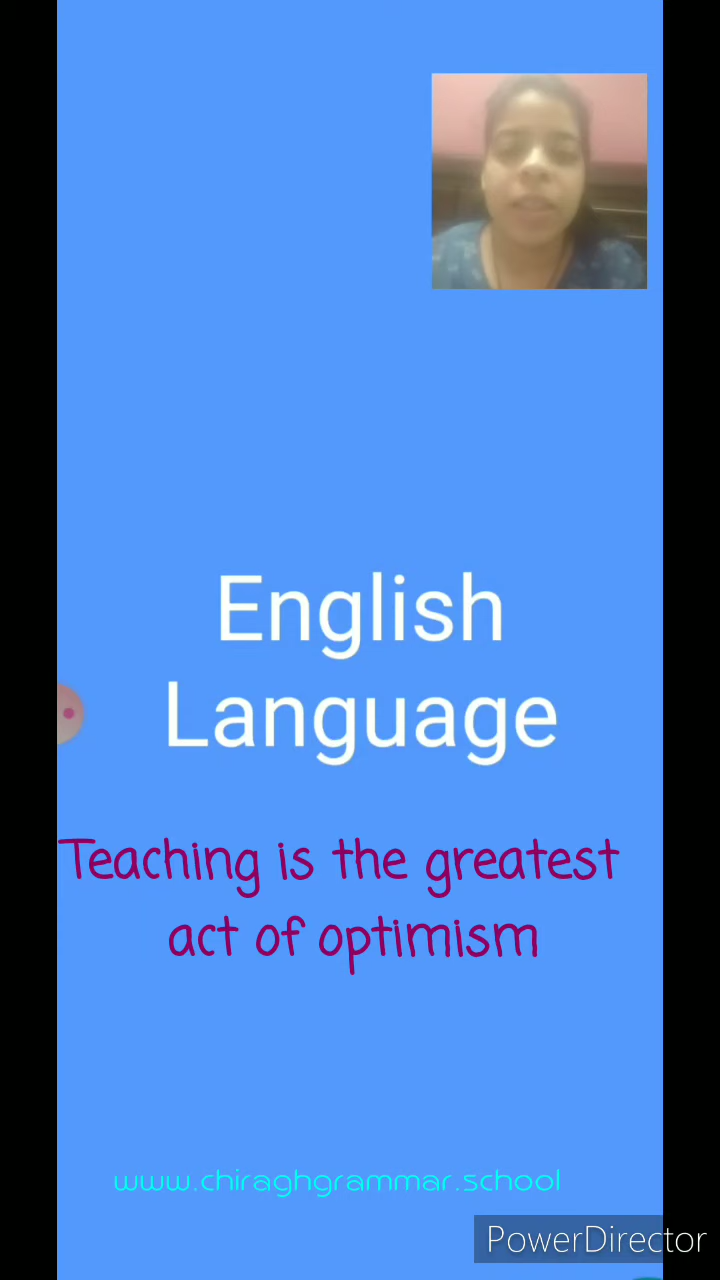 English
Language
Teaching is the greatest
act of optimism
www.chiraghgrammar.school
PowerDirector